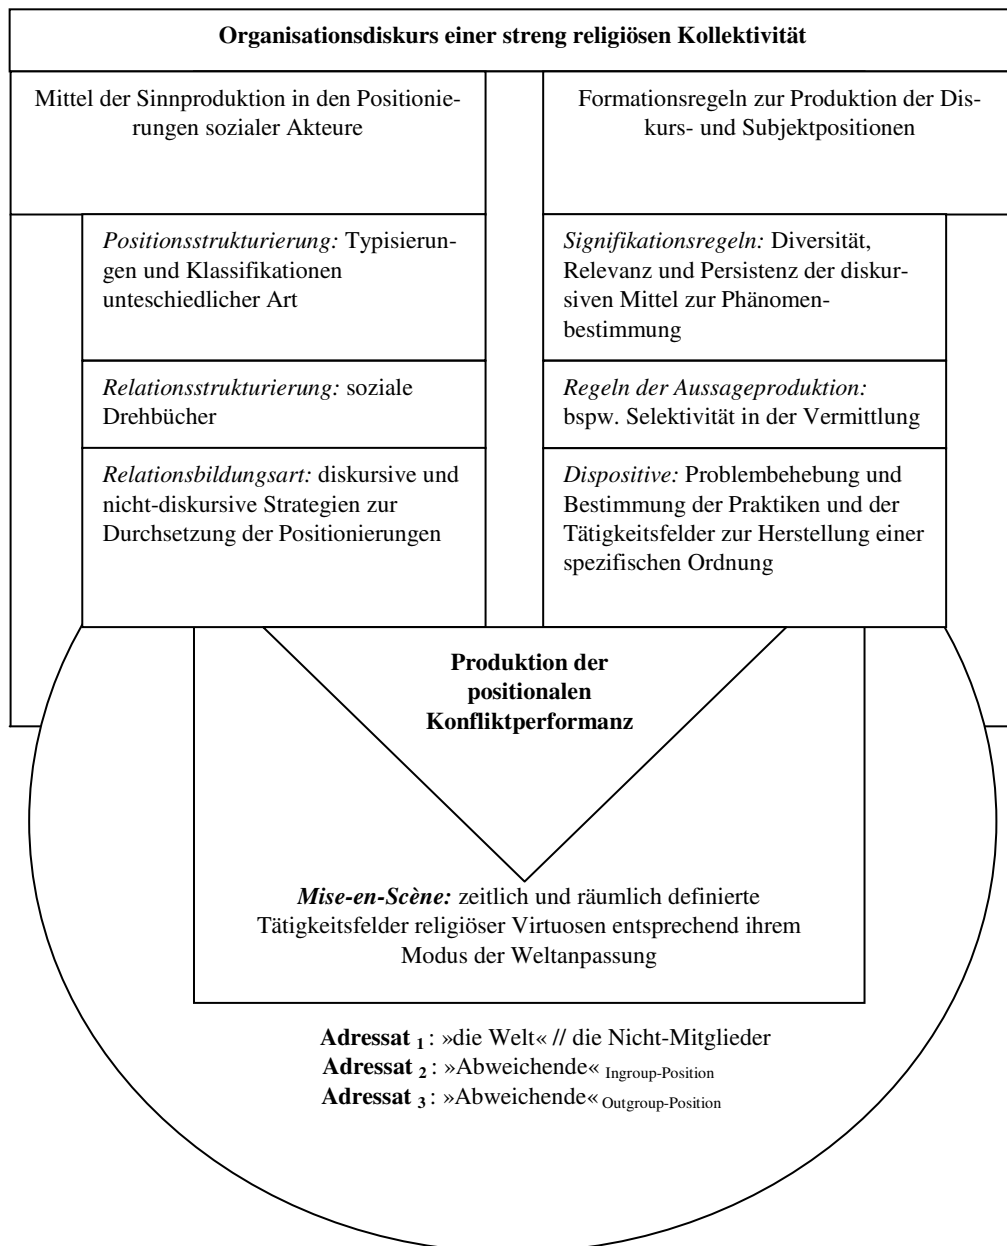 Organisationsdiskurs einer streng religiösen Kollektivität
Mittel der Sinnproduktion in den Positionie-
rungen sozialer Akteure
Formationsregeln zur Produktion der Dis-
kurs- und Subjektpositionen
Positionsstrukturierung: Typisierun-
gen und Klassifikationen
unteschiedlicher Art
Signifikationsregeln: Diversität,
Relevanz und Persistenz der diskur-
siven Mittel zur Phänomen-
bestimmung
Relationsstrukturierung: soziale
Drehbücher
Regeln der Aussageproduktion:
bspw. Selektivität in der Vermittlung
Relationsbildungsart: diskursive und
nicht-diskursive Strategien zur
Durchsetzung der Positionierungen
Dispositive: Problembehebung und
Bestimmung der Praktiken und der
Tätigkeitsfelder zur Herstellung einer
spezifischen Ordnung
Produktion der
positionalen
Konfliktperformanz
Mise-en-Scène: zeitlich und räumlich definierte
Tätigkeitsfelder religiöser Virtuosen entsprechend ihrem
Modus der Weltanpassung
Adressat 1 : »die Welt« // die Nicht-Mitglieder
Adressat 2 : »Abweichende« Ingroup-Position
Adressat 3 : »Abweichende« Outgroup-Position